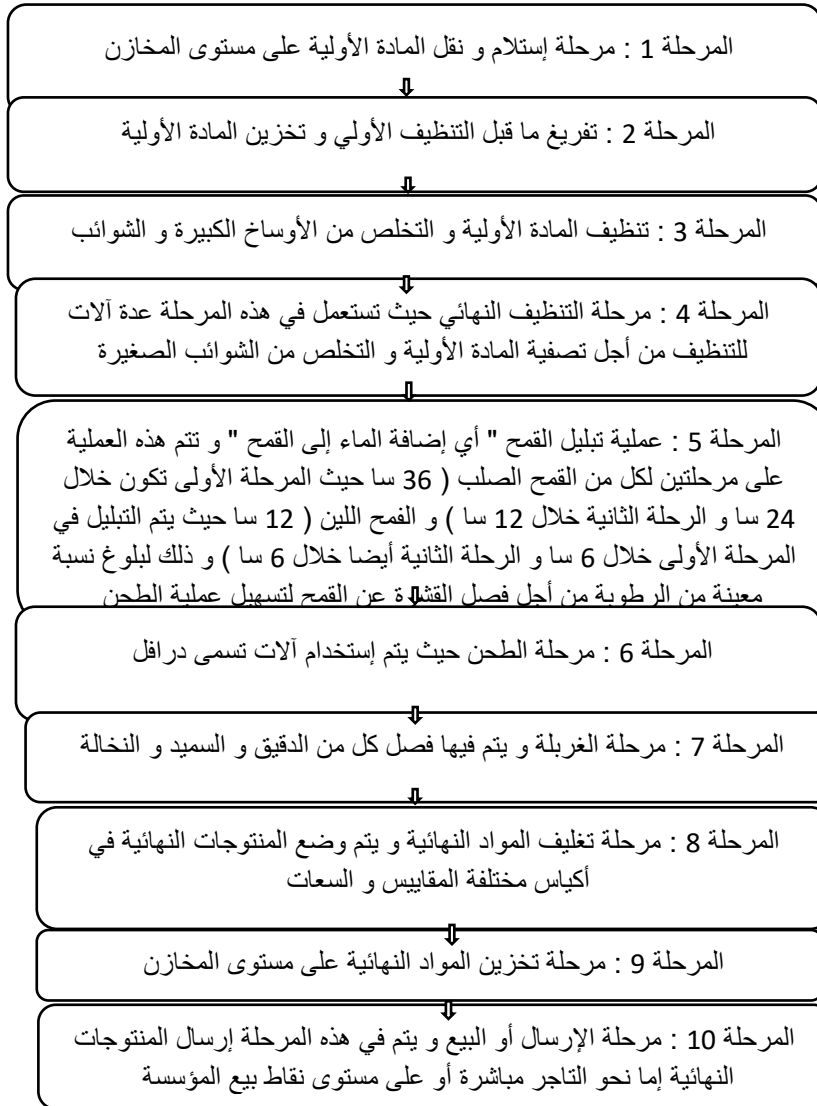 المرحلة 1 : مرحلة إستلام و نقل المادة الأولية على مستوى المخازن
المرحلة 2 : تفريغ ما قبل التنظيف الأولي و تخزين المادة الأولية
المرحلة 3 : تنظيف المادة الأولية و التخلص من الأوساخ الكبيرة و الشوائب
المرحلة 4 : مرحلة التنظيف النهائي حيث تستعمل في هذه المرحلة عدة آلات
للتنظيف من أجل تصفية المادة الأولية و التخلص من الشوائب الصغيرة
المرحلة 5 : عملية تبليل القمح " أي إضافة الماء إلى القمح " و تتم هذه العملية
على مرحلتين لكل من القمح الصلب ( 36 سا حيث المرحلة الأولى تكون خلال
24 سا و الرحلة الثانية خلال 12 سا ) و الفمح اللين ( 12 سا حيث يتم التبليل في
المرحلة الأولى خلال 6 سا و الرحلة الثانية أيضا خلال 6 سا ) و ذلك لبلوغ نسبة
معينة من الرطوبة من أجل فصل القشرة عن القمح لتسهيل عملية الطحن
المرحلة 6 : مرحلة الطحن حيث يتم إستخدام آلات تسمى درافل
المرحلة 7 : مرحلة الغربلة و يتم فيها فصل كل من الدقيق و السميد و النخالة
المرحلة 8 : مرحلة تغليف المواد النهائية و يتم وضع المنتوجات النهائية في
أكياس مختلفة المقاييس و السعات
المرحلة 9 : مرحلة تخزين المواد النهائية على مستوى المخازن
المرحلة 10 : مرحلة الإرسال أو البيع و يتم في هذه المرحلة إرسال المنتوجات
النهائية إما نحو التاجر مباشرة أو على مستوى نقاط بيع المؤسسة